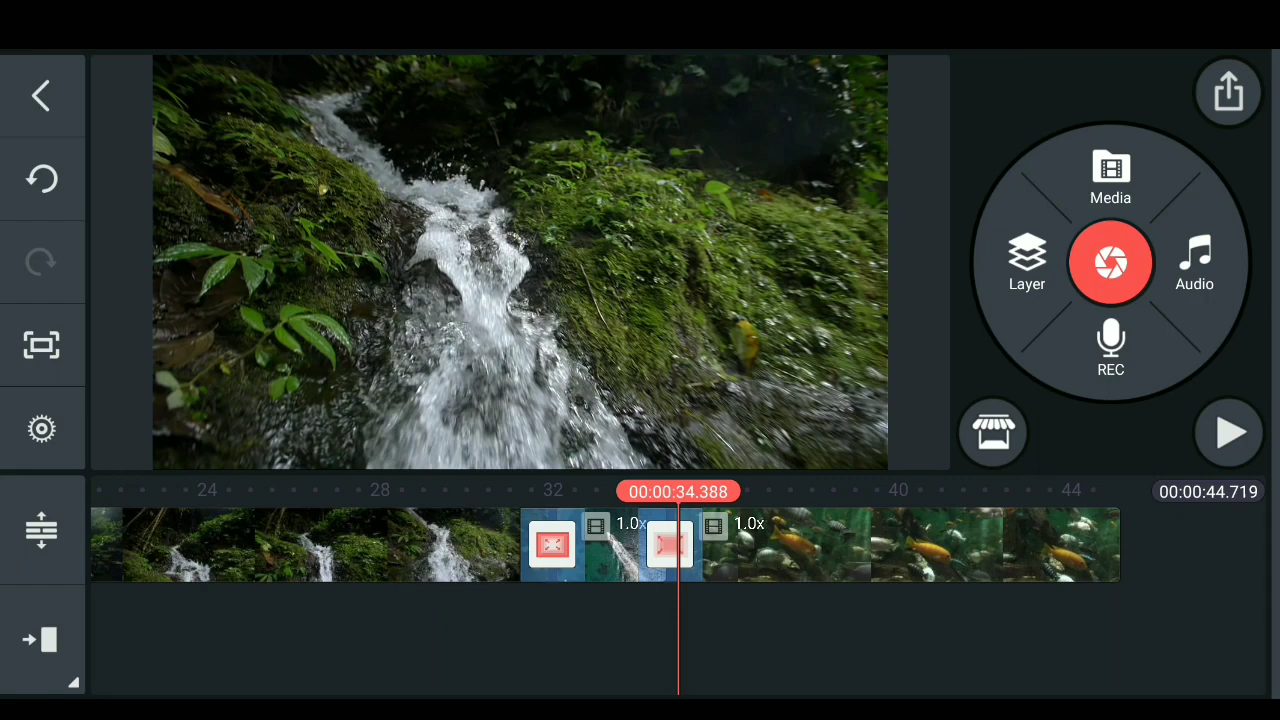 Media
Layer
Audio
REC
24
28
32
00:00:34.388
40
44
00:00:44.719
1.0x
1.0x